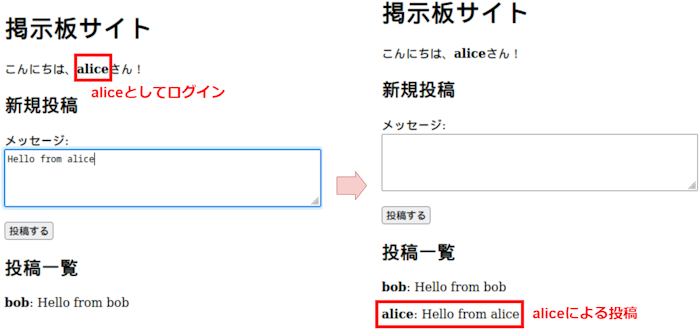 掲示板サイト
こんにちは、aliceさん！
aliceとしてログイン
新規投稿
メッセージ:
Hello from alice
投稿する
投稿一覧
bob: Hello from bob
掲示板サイト
こんにちは、aliceさん！
新規投稿
メッセージ:
投稿する
投稿一覧
bob: Hello from bob
alice: Hello from alice
aliceによる投稿